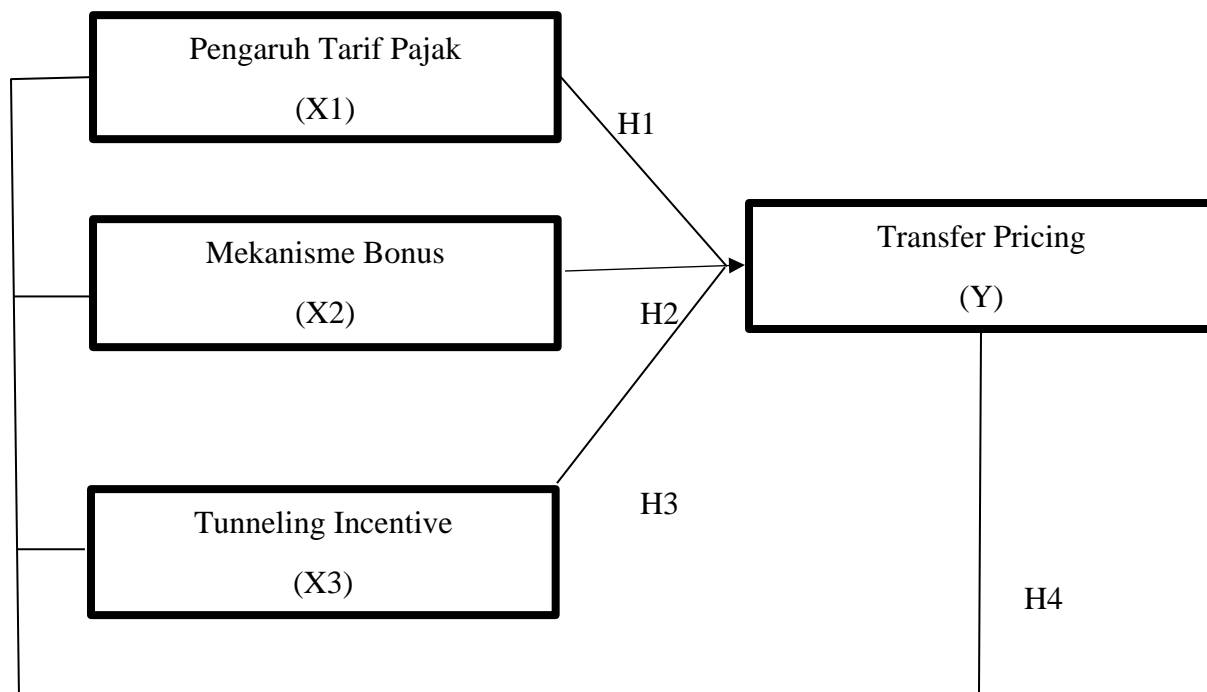 Pengaruh Tarif Pajak
(X1)
H1
Mekanisme Bonus
(X2)
Transfer Pricing
(Y)
H2
Tunneling Incentive
(X3)
H3
H4